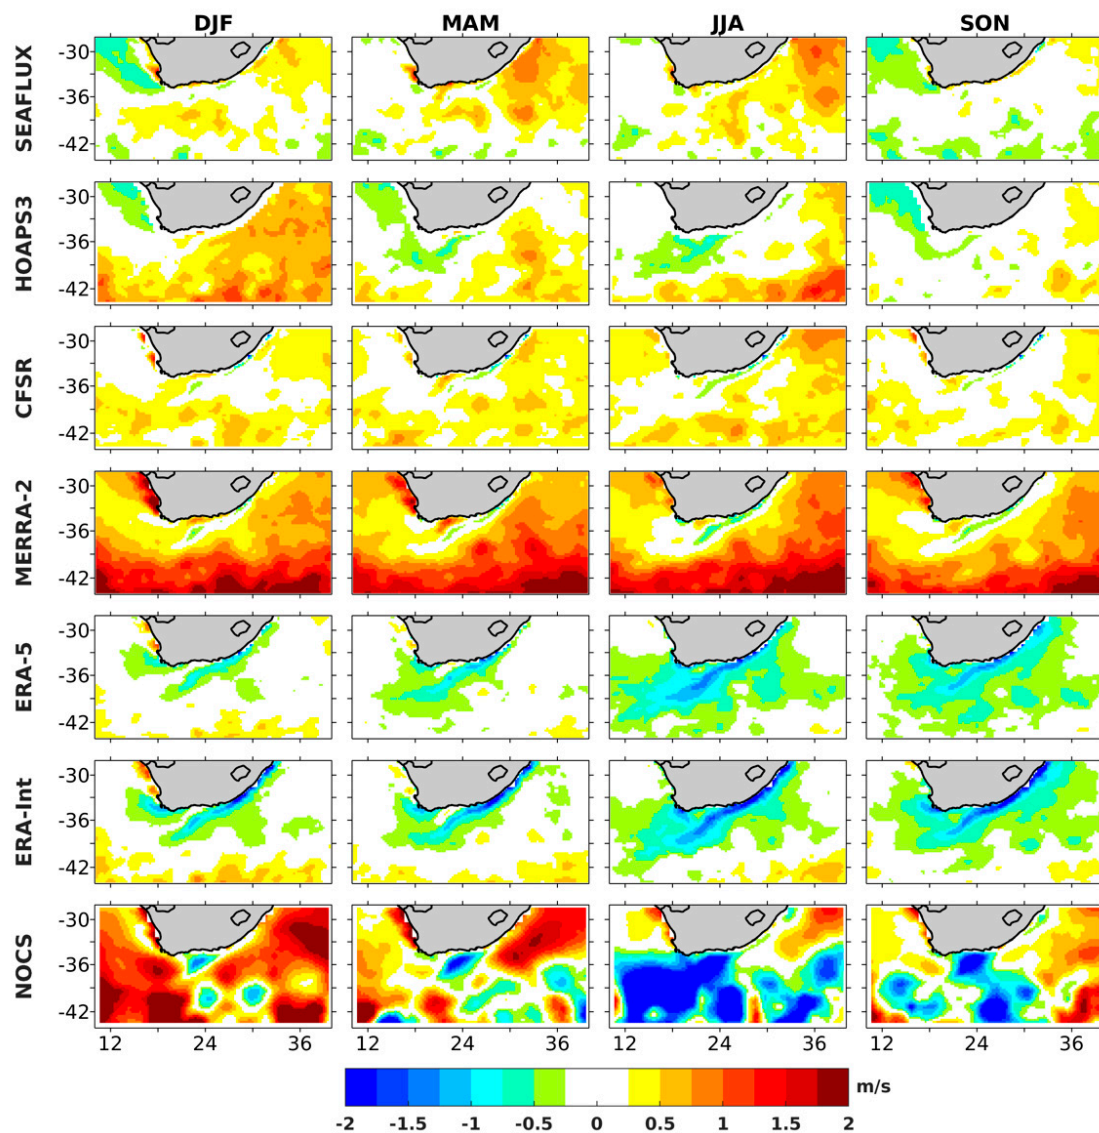 DJF MAM JJA SON
SEAFLUX
-30
-36
-42
HOAPS3
-30
-36
-42
CFSR
-30
-36
-42
MERRA-2
-30
-36
-42
ERA-5
-30
-36
-42
ERA-Int
-30
-36
-42
NOCS
-30
-36
-42
12 24 36 12 24 36 12 24 36 12 24 36
m/s
-2 -1.5 -1 -0.5 0 0.5 1 1.5 2